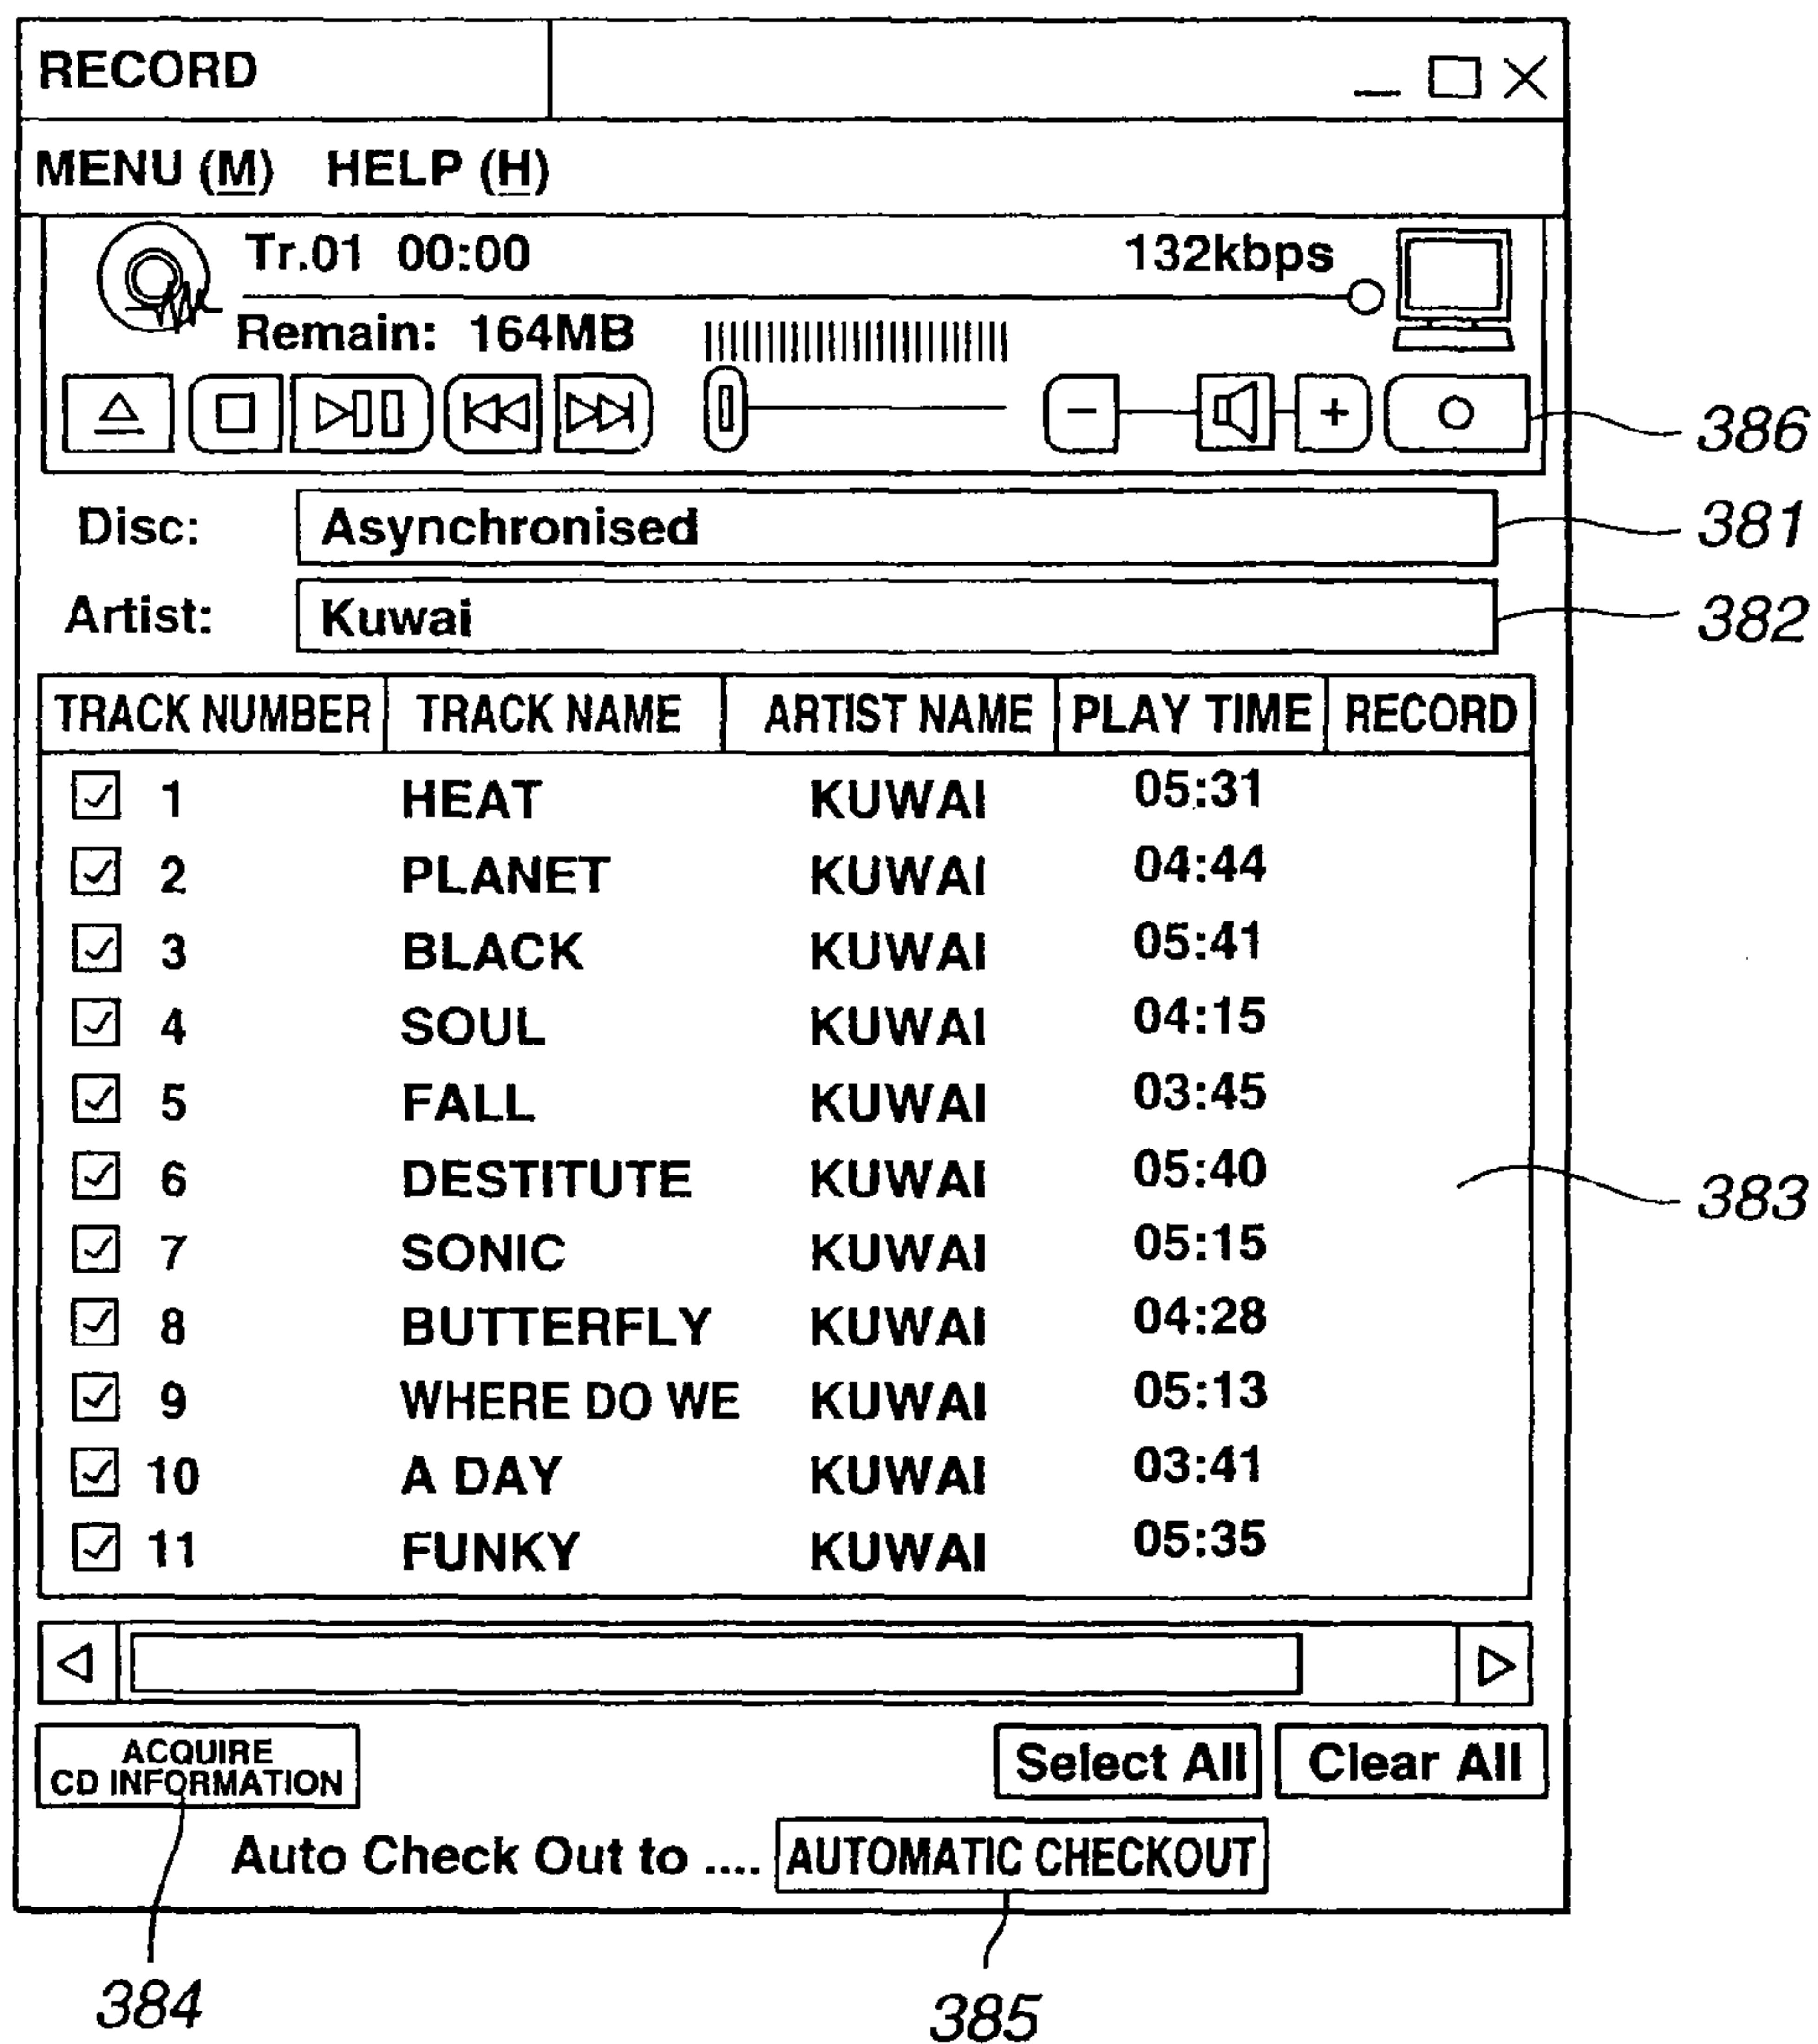 RECORD
MENU (M) HELP (H)
Tr.01 00:00 132kbps
Remain: 164MB
386
Disc: Asynchronised 381
Artist: Kuwai 382
TRACK NUMBER TRACK NAME ARTIST NAME PLAY TIME RECORD
1 HEAT KUWAI 05:31
2 PLANET KUWAI 04:44
3 BLACK KUWAI 05:41
4 SOUL KUWAI 04:15
5 FALL KUWAI 03:45
6 DESTITUTE KUWAI 05:40 383
7 SONIC KUWAI 05:15
8 BUTTERFLY KUWAI 04:28
9 WHERE DO WE KUWAI 05:13
10 A DAY KUWAI 03:41
11 FUNKY KUWAI 05:35
ACQUIRE
CD INFORMATION
Select All Clear All
Auto Check Out to .... AUTOMATIC CHECKOUT
384 385